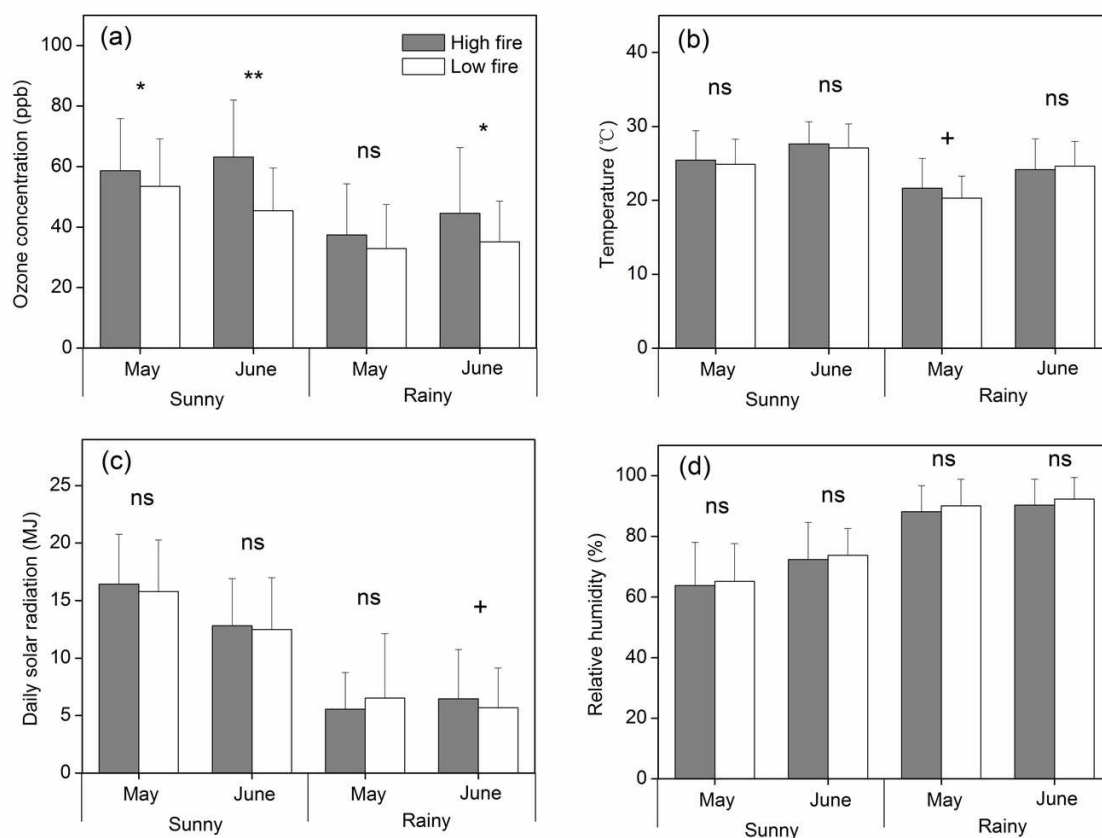 (a)
High fire
Low fire
Ozone concentration (ppb)
100
80
60
40
20
0
*
**
ns
*
May
June
May
June
Sunny
Rainy
(b)
Temperature (℃)
40
30
20
10
0
ns
ns
+
ns
May
June
May
June
Sunny
Rainy
(c)
Daily solar radiation (MJ)
25
20
15
10
5
0
ns
ns
ns
+
May
June
May
June
Sunny
Rainy
(d)
Relative humidity (%)
100
80
60
40
20
0
ns
ns
ns
ns
May
June
May
June
Sunny
Rainy